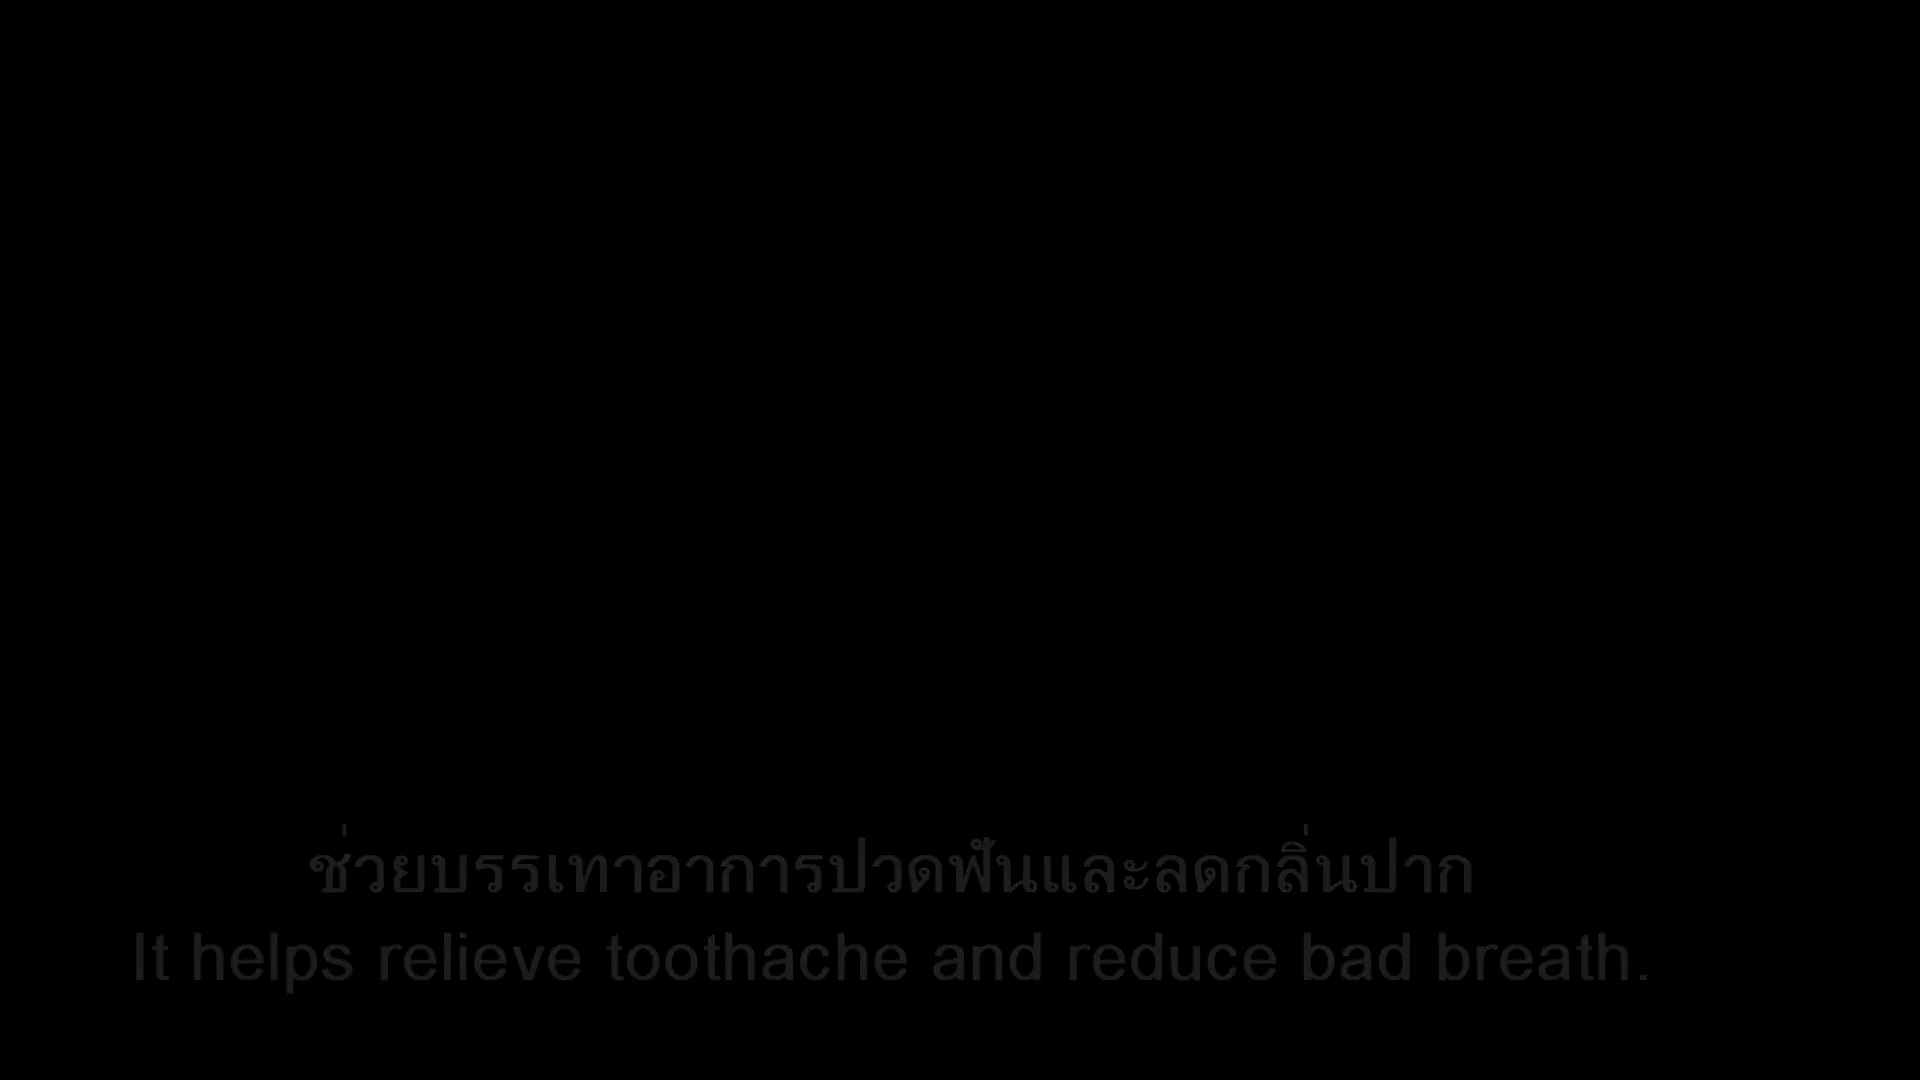 ช่วยบรรเทาอาการปวดฟันและลดกลิ่นปาก
It helps relieve toothache and reduce bad breath.